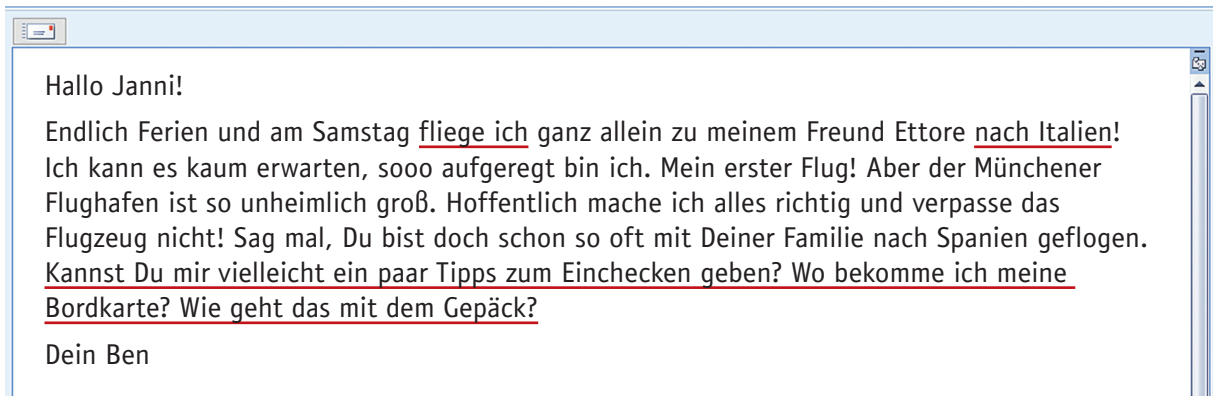 Hallo Janni!
Endlich Ferien und am Samstag fliege ich ganz allein zu meinem Freund Ettore nach Italien!
Ich kann es kaum erwarten, sooo aufgeregt bin ich. Mein erster Flug! Aber der Münchener
Flughafen ist so unheimlich groß. Hoffentlich mache ich alles richtig und verpasse das
Flugzeug nicht! Sag mal, Du bist doch schon so oft mit Deiner Familie nach Spanien geflogen.
Kannst Du mir vielleicht ein paar Tipps zum Einchecken geben? Wo bekomme ich meine
Bordkarte? Wie geht das mit dem Gepäck?
Dein Ben